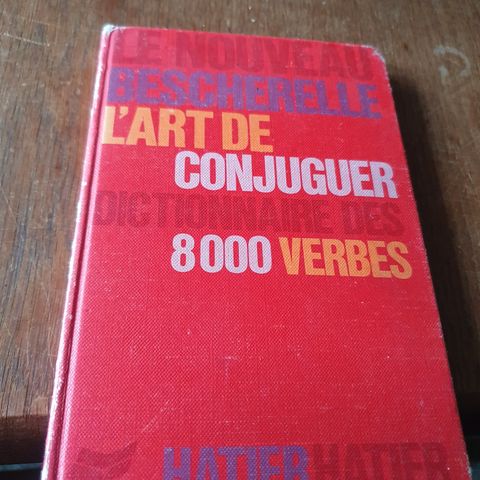 LE NOUVEAU
BESCHERELLE
L'ART DE
CONJUGUER
DICTIONNAIRE DES
8000 VERBES
HATIER HATIER